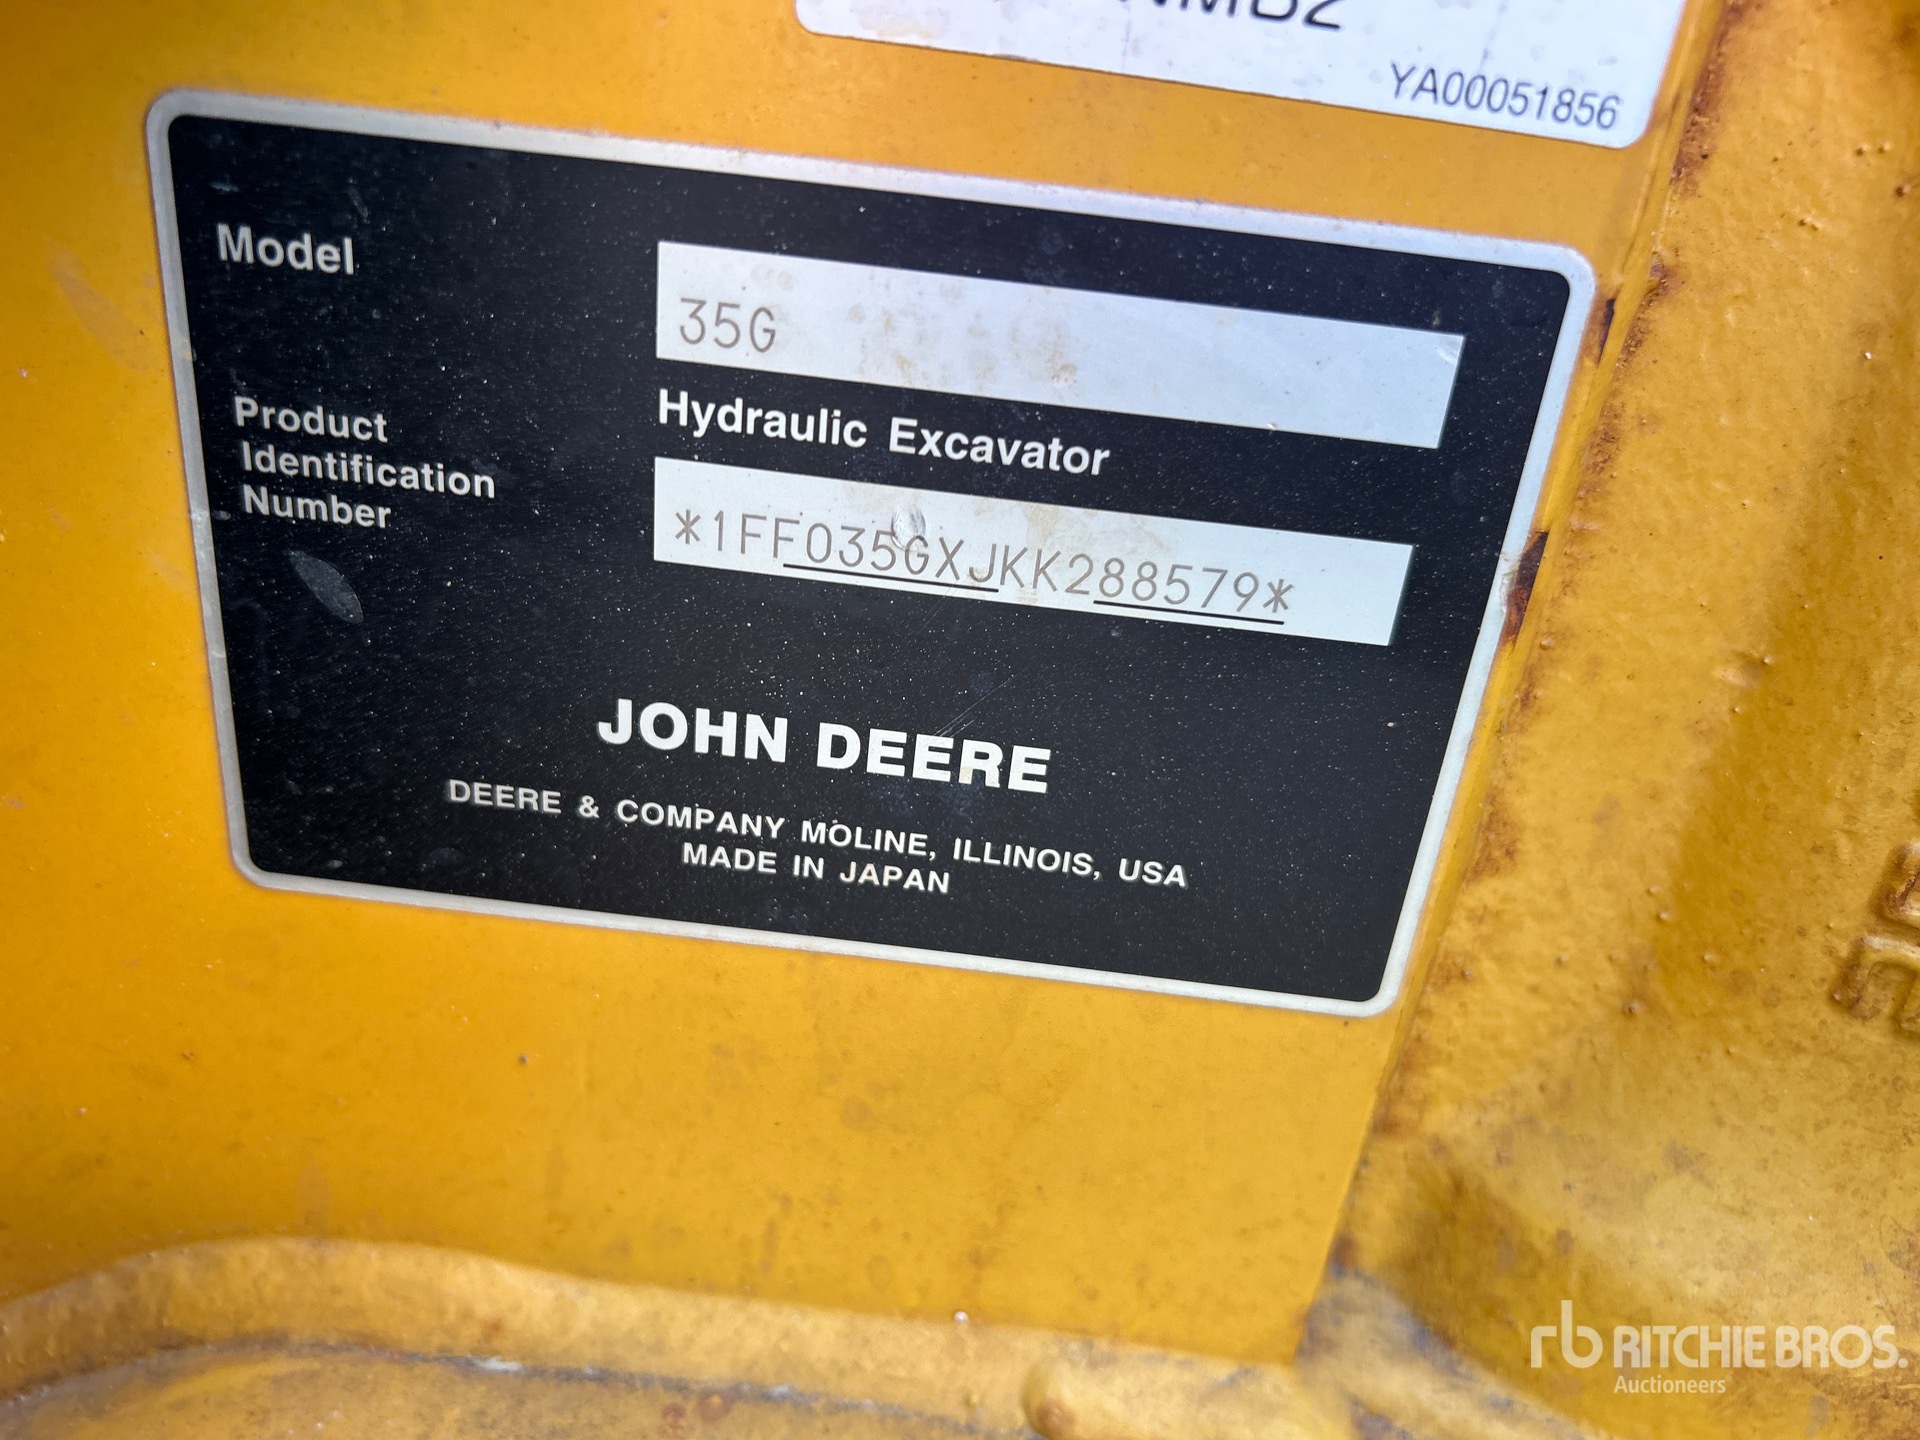 YA00051856
Model
35G
Hydraulic Excavator
Product
Identification
Number
*1FF035GXJKK288579*
JOHN DEERE
DEERE & COMPANY MOLINE, ILLINOIS, USA
MADE IN JAPAN
rb RITCHIE BROS.
Auctioneers